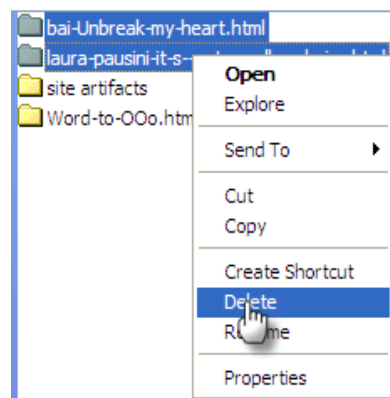 bai-Unbreak-my-heart.html
laura-pausini-it-s--
site artifacts
Word-to-OOo.htm
Open
Explore
Send To
Cut
Copy
Create Shortcut
Delete
Properties